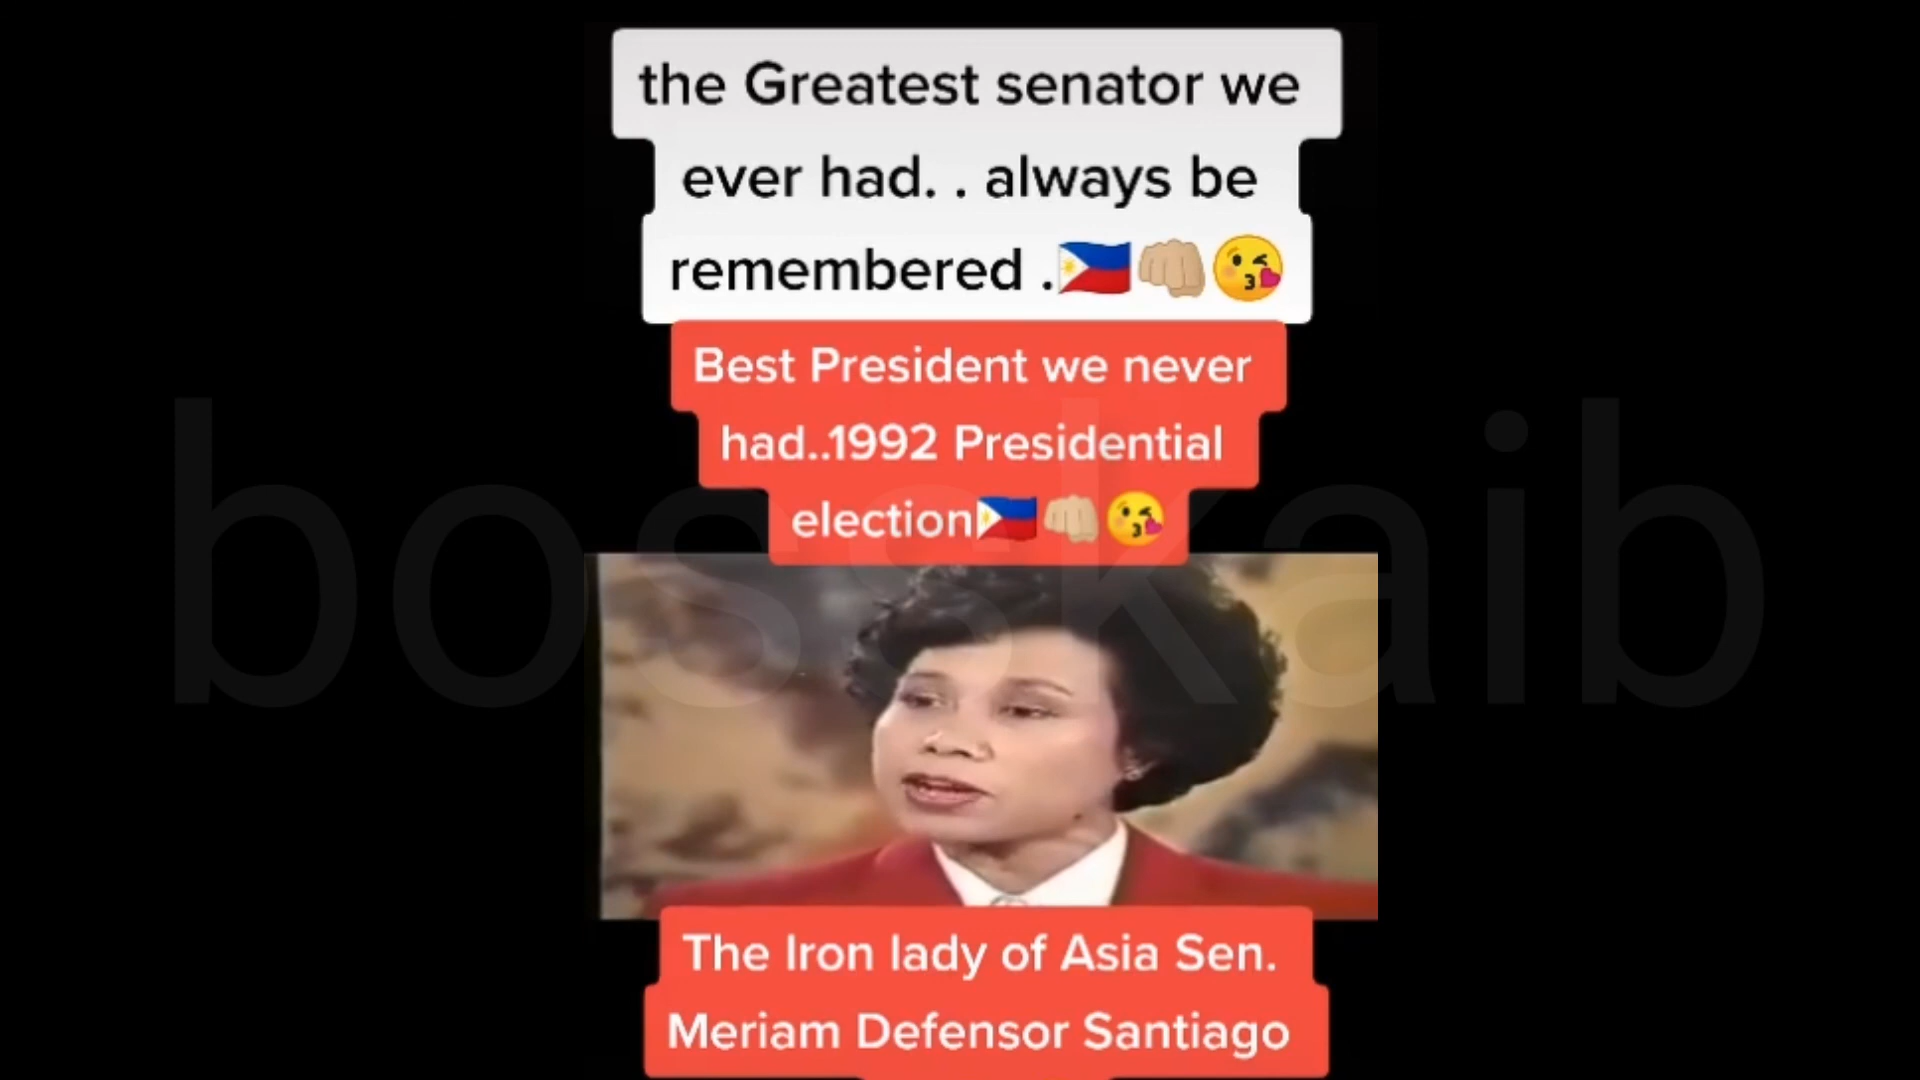 the Greatest senator we
ever had. . always be
remembered .🇵🇭👊🏼😘
Best President we never
had..1992 Presidential
election🇵🇭👊🏼😘
bosskaib
The Iron lady of Asia Sen.
Meriam Defensor Santiago